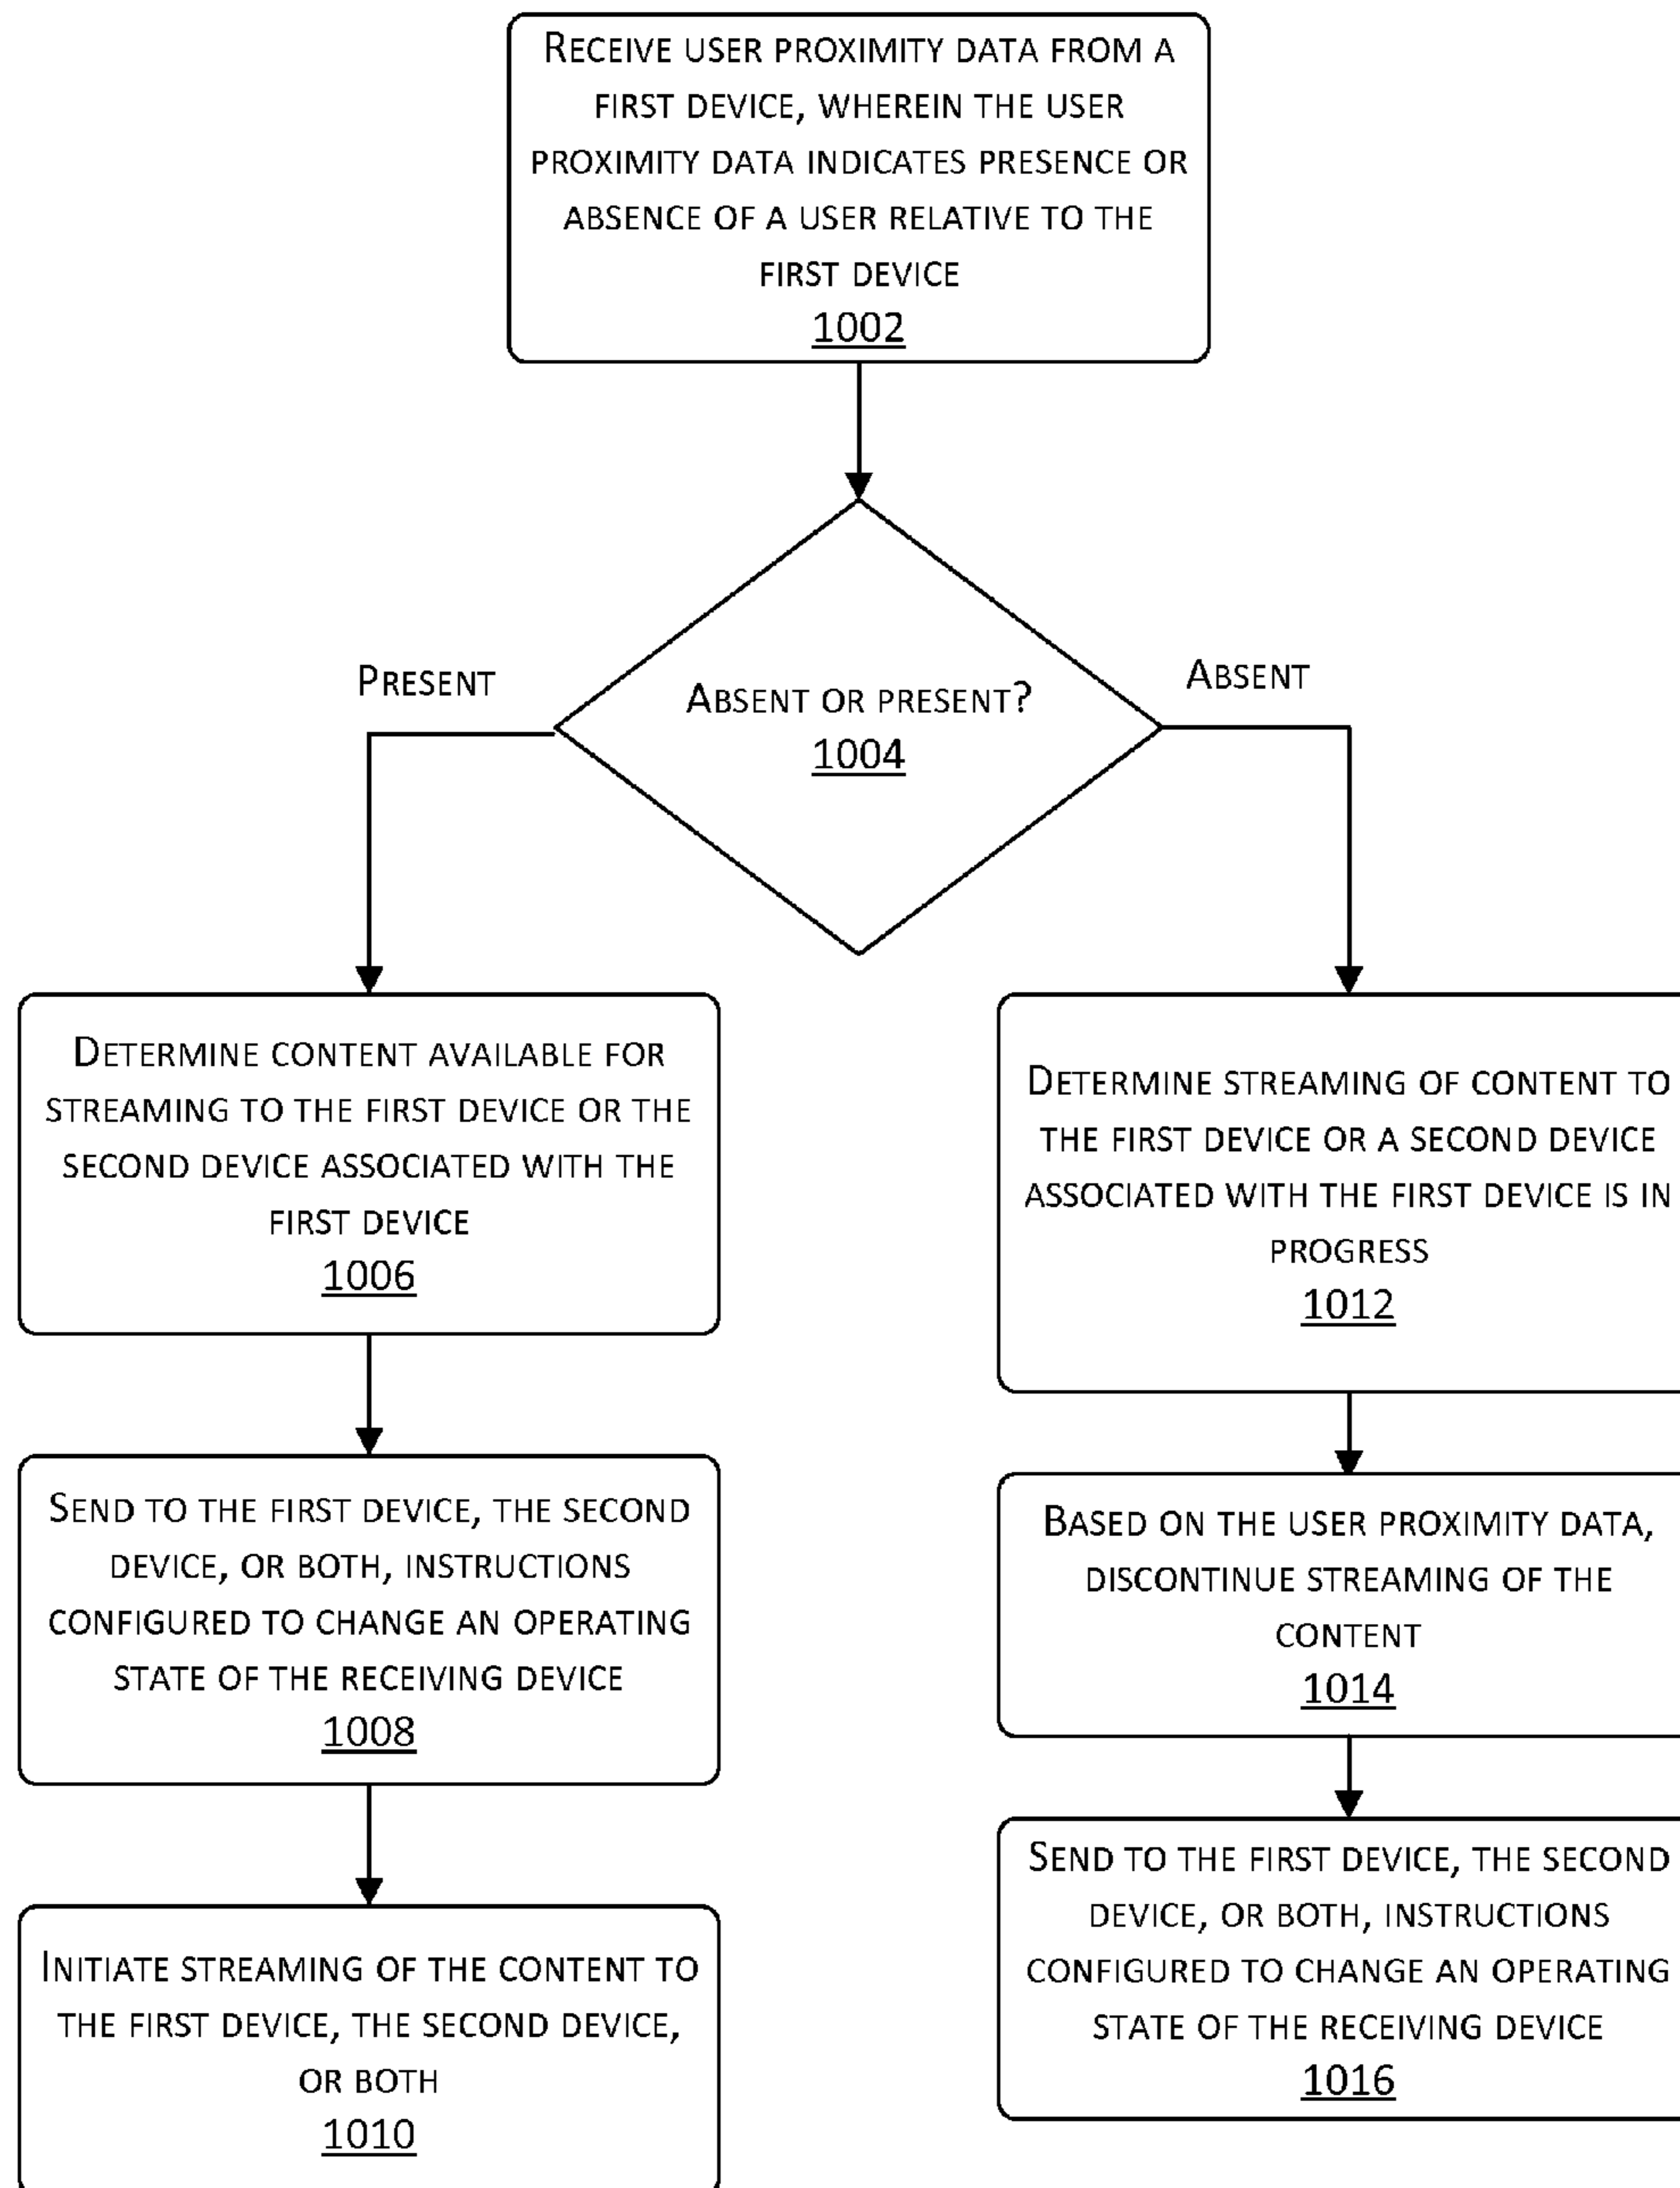 RECEIVE USER PROXIMITY DATA FROM A
FIRST DEVICE, WHEREIN THE USER
PROXIMITY DATA INDICATES PRESENCE OR
ABSENCE OF A USER RELATIVE TO THE
FIRST DEVICE
1002
ABSENT OR PRESENT?
1004
PRESENT
ABSENT
DETERMINE CONTENT AVAILABLE FOR
STREAMING TO THE FIRST DEVICE OR THE
SECOND DEVICE ASSOCIATED WITH THE
FIRST DEVICE
1006
SEND TO THE FIRST DEVICE, THE SECOND
DEVICE, OR BOTH, INSTRUCTIONS
CONFIGURED TO CHANGE AN OPERATING
STATE OF THE RECEIVING DEVICE
1008
INITIATE STREAMING OF THE CONTENT TO
THE FIRST DEVICE, THE SECOND DEVICE,
OR BOTH
1010
DETERMINE STREAMING OF CONTENT TO
THE FIRST DEVICE OR A SECOND DEVICE
ASSOCIATED WITH THE FIRST DEVICE IS IN
PROGRESS
1012
BASED ON THE USER PROXIMITY DATA,
DISCONTINUE STREAMING OF THE
CONTENT
1014
SEND TO THE FIRST DEVICE, THE SECOND
DEVICE, OR BOTH, INSTRUCTIONS
CONFIGURED TO CHANGE AN OPERATING
STATE OF THE RECEIVING DEVICE
1016